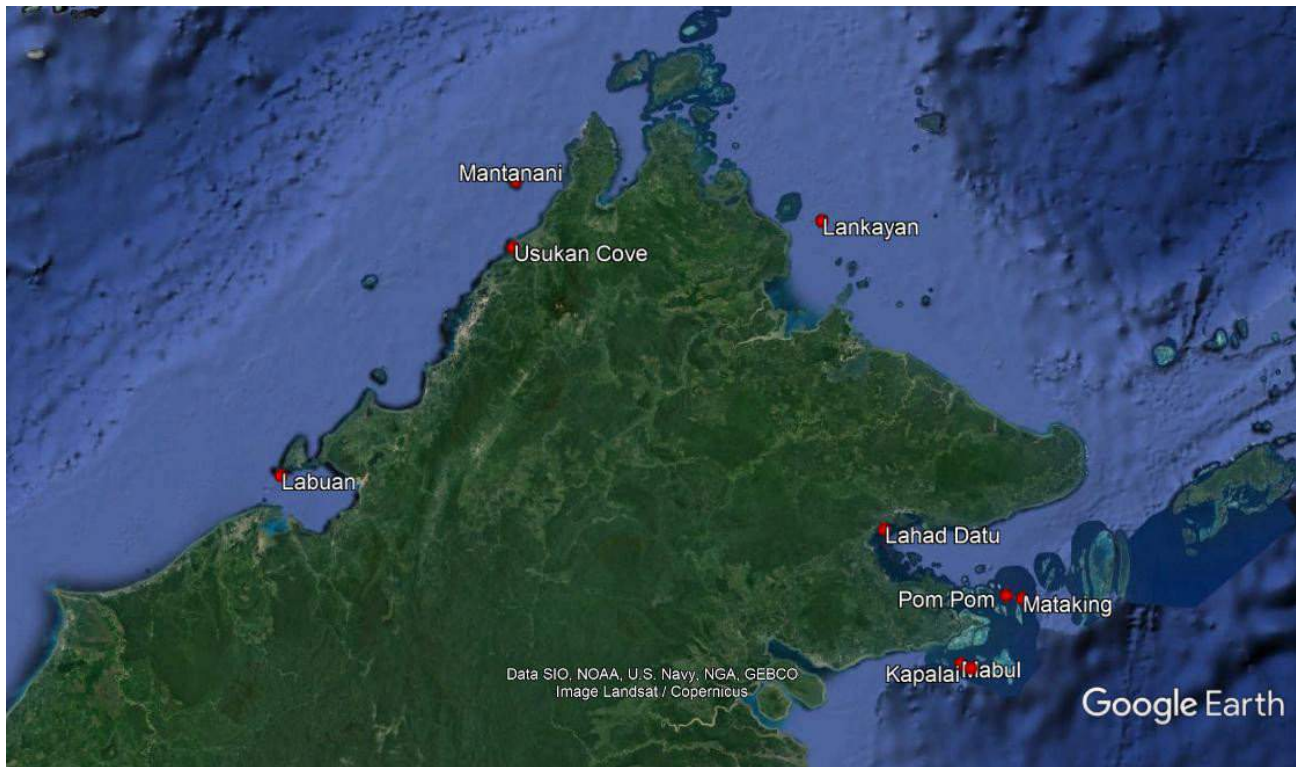 Mantanani
Lankayan
Usukan Cove
Labuan
Lahad Datu
Pom Pom
Mataking
Kapalai
Mabul
Data SIO, NOAA, U.S. Navy, NGA, GEBCO
Image Landsat / Copernicus
Google Earth